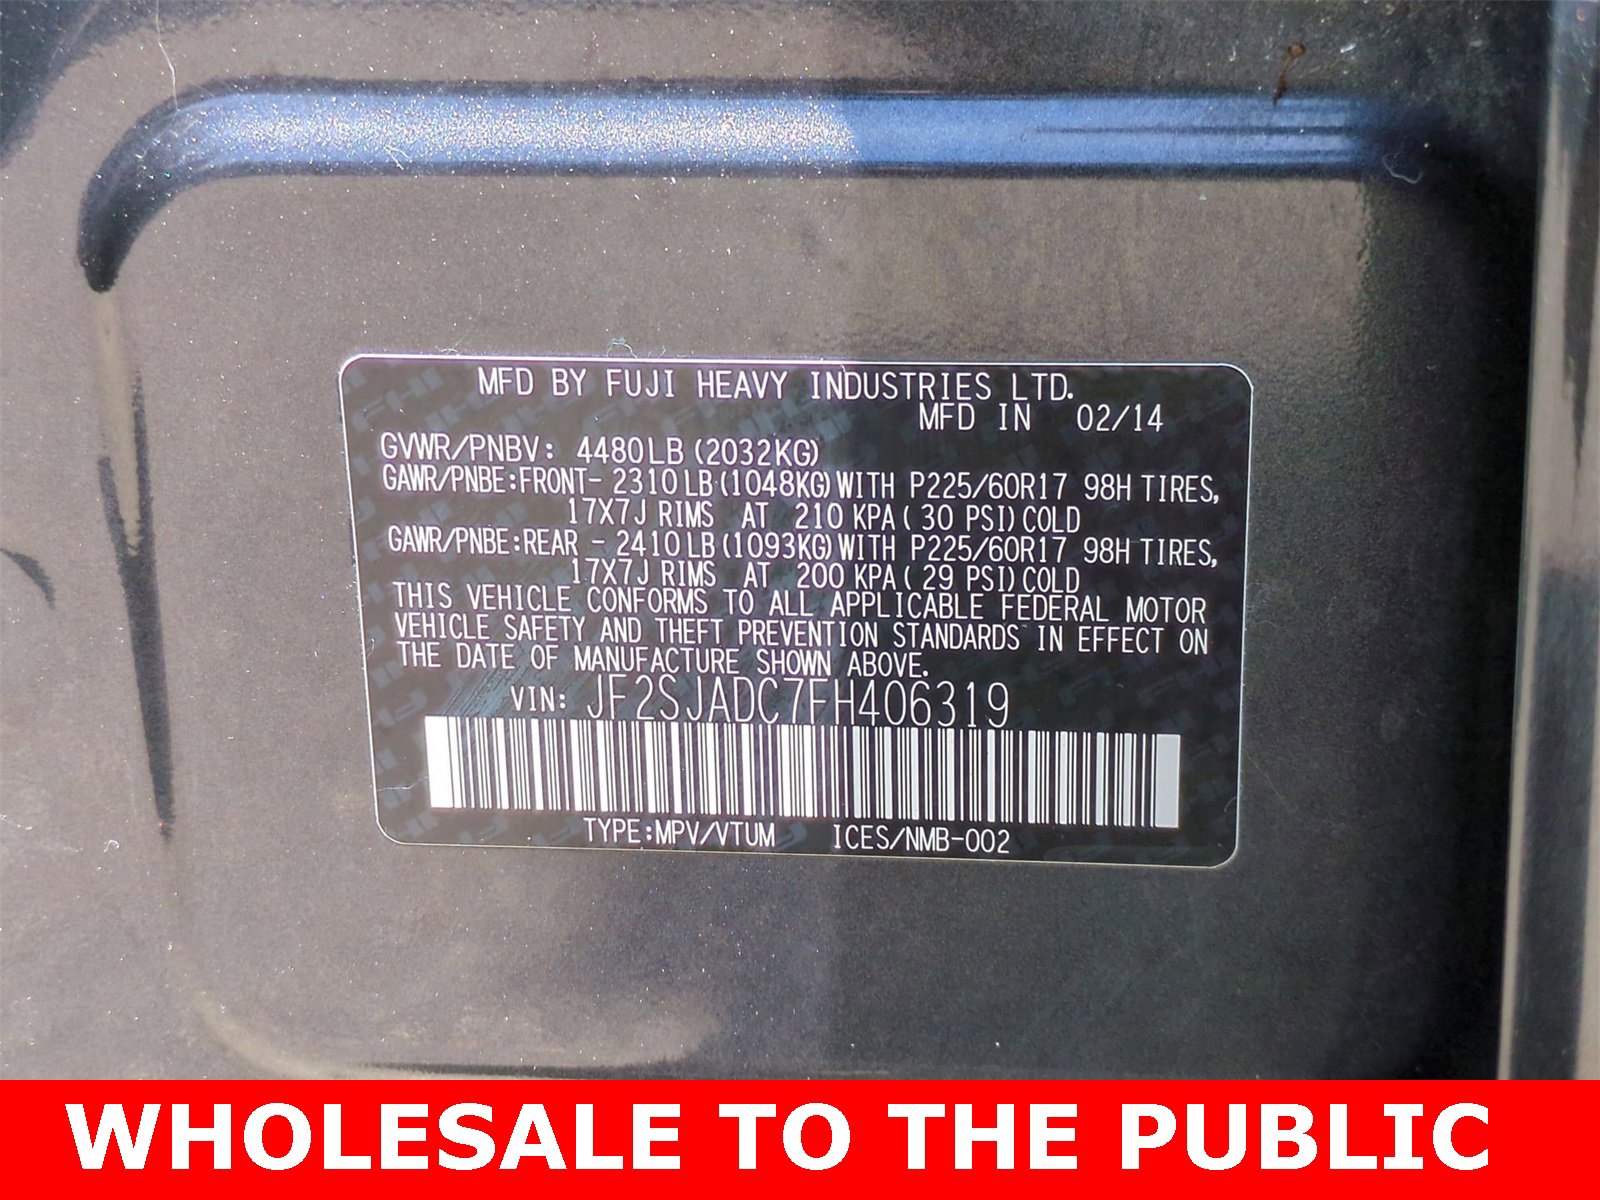 MFD BY FUJI HEAVY INDUSTRIES LTD.
MFD IN 02/14
GVWR/PNBV: 4480LB (2032KG)
GAWR/PNBE:FRONT- 2310LB(1048KG)WITH P225/60R17 98H TIRES,
17X7J RIMS AT 210 KPA( 30 PSI)COLD
GAWR/PNBE:REAR - 2410LB(1093KG)WITH P225/60R17 98H TIRES,
17X7J RIMS AT 200 KPA( 29 PSI)COLD
THIS VEHICLE CONFORMS TO ALL APPLICABLE FEDERAL MOTOR
VEHICLE SAFETY AND THEFT PREVENTION STANDARDS IN EFFECT ON
THE DATE OF MANUFACTURE SHOWN ABOVE.
VIN: JF2SJADC7FH406319
TYPE:MPV/VTUM ICES/NMB-002
WHOLESALE TO THE PUBLIC